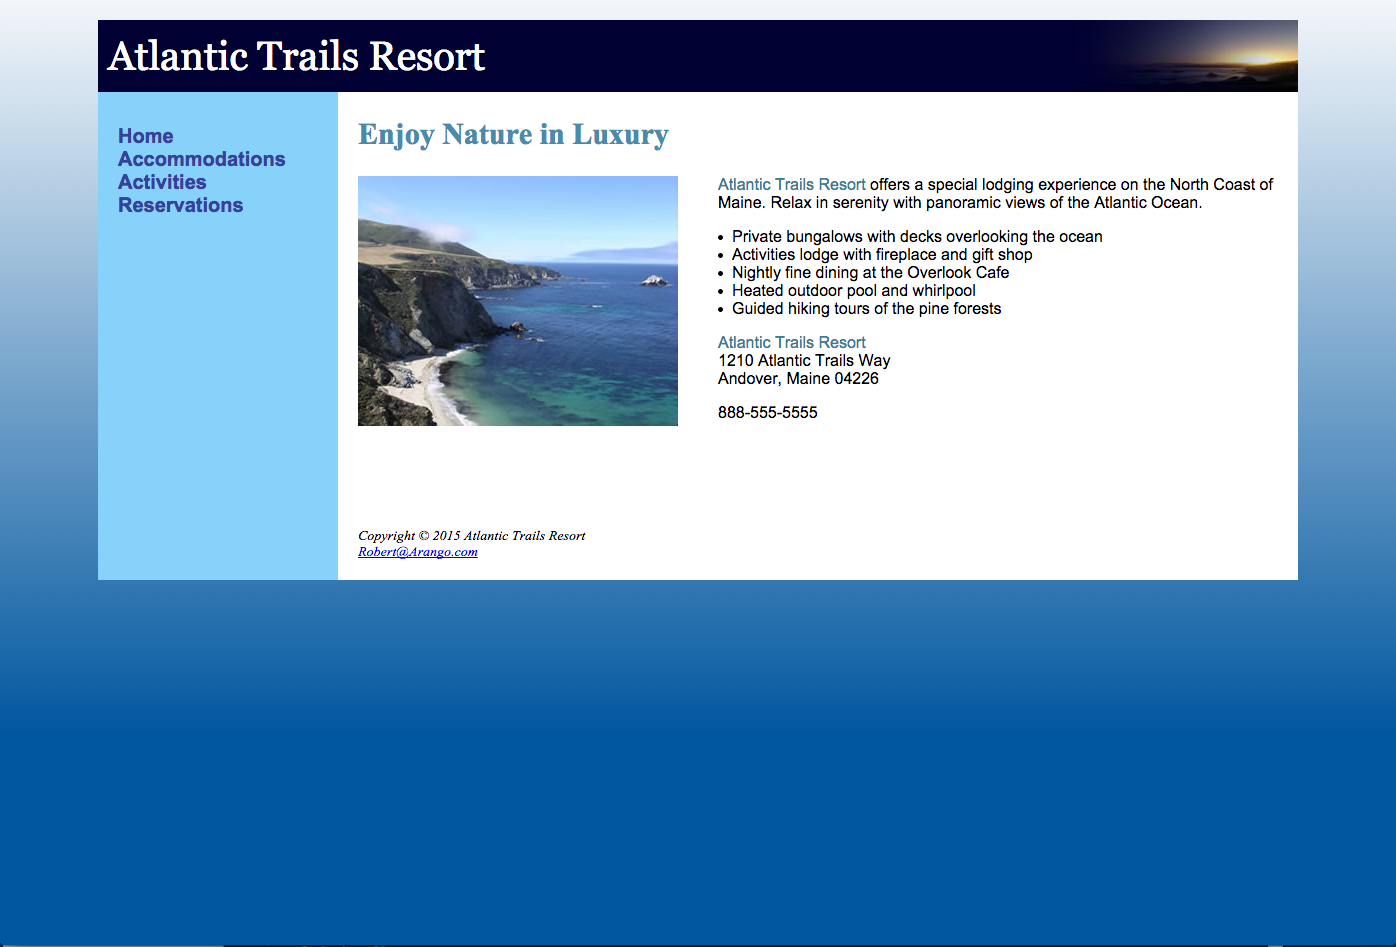 Atlantic Trails Resort
Home
Accommodations
Activities
Reservations
Enjoy Nature in Luxury
Atlantic Trails Resort offers a special lodging experience on the North Coast of
Maine. Relax in serenity with panoramic views of the Atlantic Ocean.
• Private bungalows with decks overlooking the ocean
• Activities lodge with fireplace and gift shop
• Nightly fine dining at the Overlook Cafe
• Heated outdoor pool and whirlpool
• Guided hiking tours of the pine forests
Atlantic Trails Resort
1210 Atlantic Trails Way
Andover, Maine 04226
888-555-5555
Copyright © 2015 Atlantic Trails Resort
Robert@Arango.com